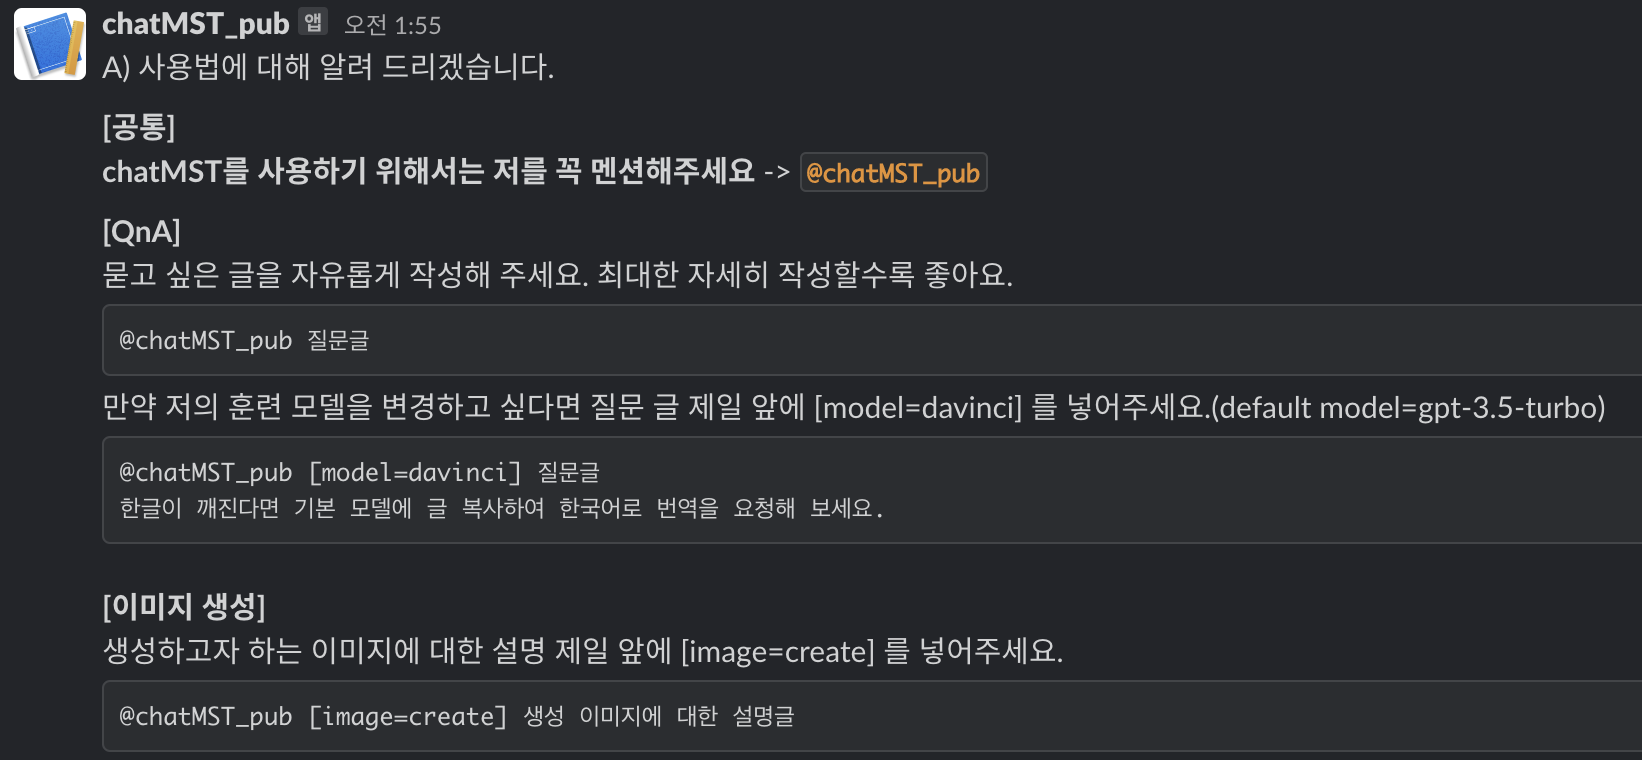 chatMST_pub 앱 오전 1:55
A) 사용법에 대해 알려 드리겠습니다.
[공통]
chatMST를 사용하기 위해서는 저를 꼭 멘션해주세요 -> @chatMST_pub
[QnA]
묻고 싶은 글을 자유롭게 작성해 주세요. 최대한 자세히 작성할수록 좋아요.
@chatMST_pub 질문글
만약 저의 훈련 모델을 변경하고 싶다면 질문 글 제일 앞에 [model=davinci] 를 넣어주세요.(default model=gpt-3.5-turbo)
@chatMST_pub [model=davinci] 질문글
한글이 깨진다면 기본 모델에 글 복사하여 한국어로 번역을 요청해 보세요.
[이미지 생성]
생성하고자 하는 이미지에 대한 설명 제일 앞에 [image=create] 를 넣어주세요.
@chatMST_pub [image=create] 생성 이미지에 대한 설명글